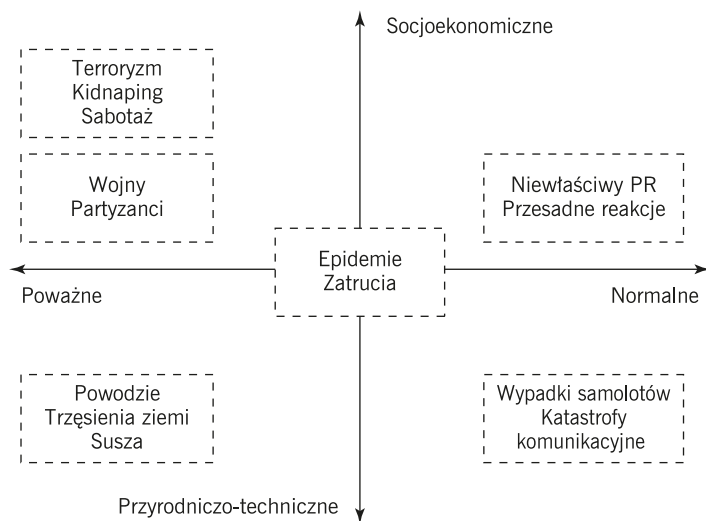 Socjoekonomiczne
Terroryzm
Kidnaping
Sabotaż
Wojny
Partyzanci
Niewłaściwy PR
Przesadne reakcje
Epidemie
Zatrucia
Poważne
Normalne
Powodzie
Trzęsienia ziemi
Susza
Wypadki samolotów
Katastrofy
komunikacyjne
Przyrodniczo-techniczne